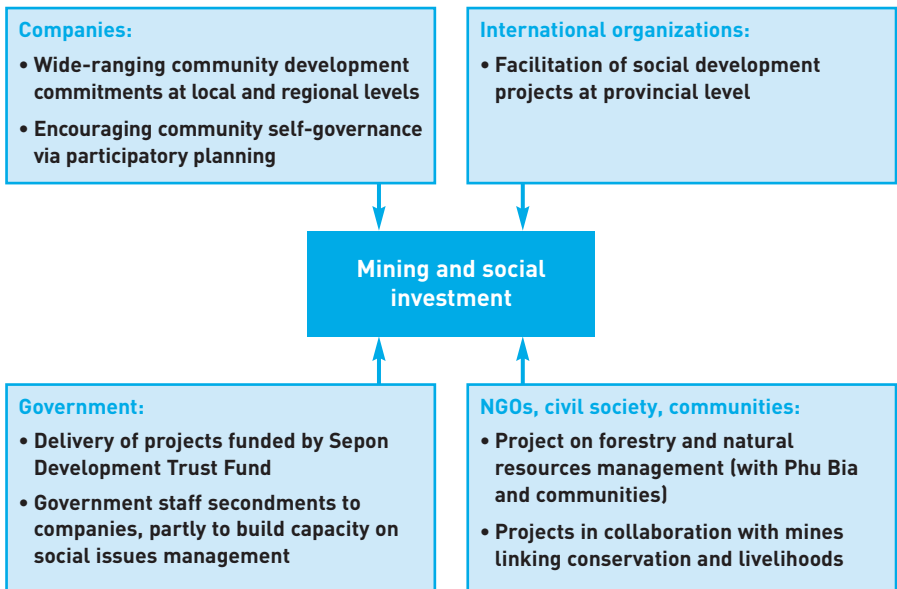 Companies:
• Wide-ranging community development
commitments at local and regional levels
• Encouraging community self-governance
via participatory planning
International organizations:
• Facilitation of social development
projects at provincial level
Mining and social
investment
Government:
• Delivery of projects funded by Sepon
Development Trust Fund
• Government staff secondments to
companies, partly to build capacity on
social issues management
NGOs, civil society, communities:
• Project on forestry and natural
resources management (with Phu Bia
and communities)
• Projects in collaboration with mines
linking conservation and livelihoods